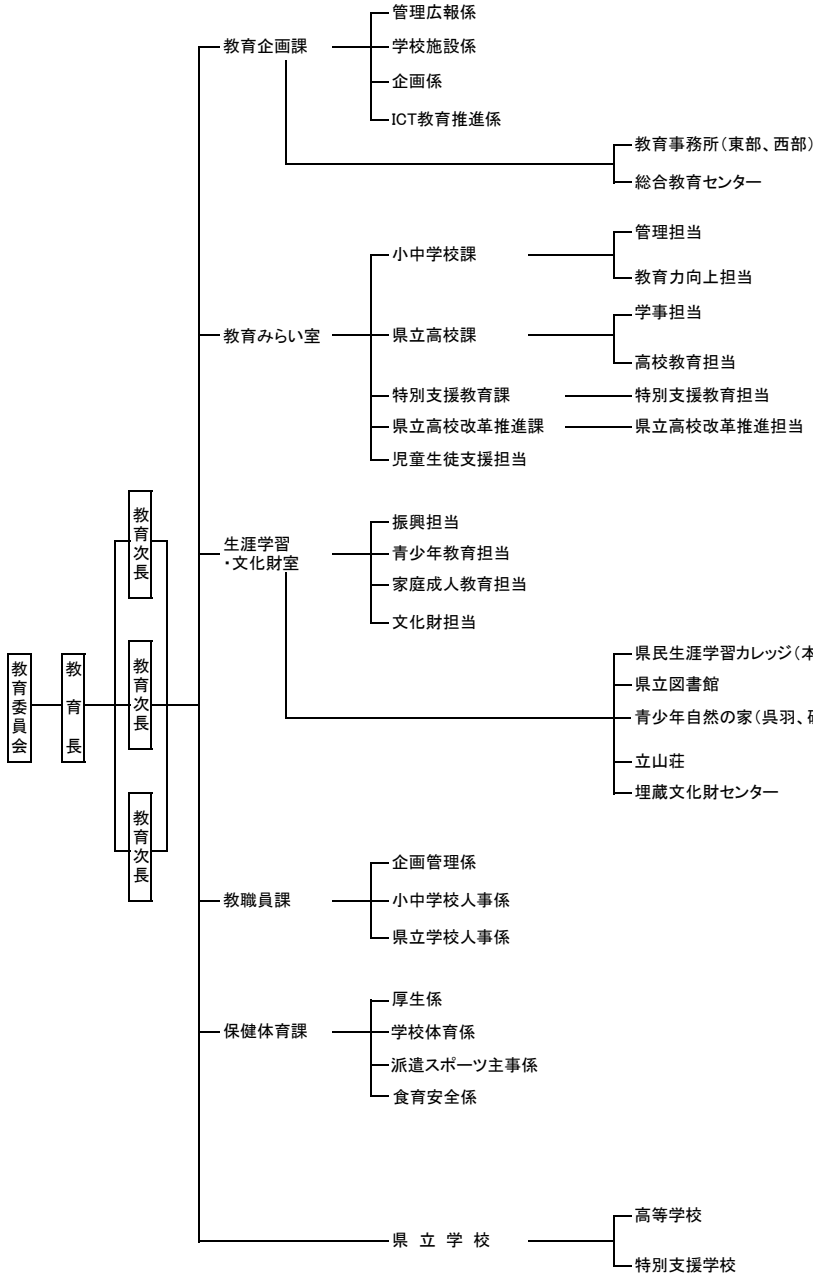 教育委員会
教育長
教育次長
教育次長
教育次長
教育企画課
管理広報係
学校施設係
企画係
ICT教育推進係
教育事務所(東部、西部)
総合教育センター
教育みらい室
小中学校課
管理担当
教育力向上担当
県立高校課
学事担当
高校教育担当
特別支援教育課
特別支援教育担当
県立高校改革推進課
県立高校改革推進担当
児童生徒支援担当
生涯学習
・文化財室
振興担当
青少年教育担当
家庭成人教育担当
文化財担当
県民生涯学習カレッジ(本
県立図書館
青少年自然の家(呉羽、
立山荘
埋蔵文化財センター
教職員課
企画管理係
小中学校人事係
県立学校人事係
保健体育課
厚生係
学校体育係
派遣スポーツ主事係
食育安全係
県立学校
高等学校
特別支援学校